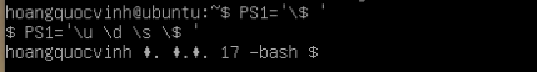 hoangquocvinh@ubuntu:~$ PS1='\$ '
$ PS1='\u \d \s \$ '
hoangquocvinh ♦. ♦.♦. 17 -bash $